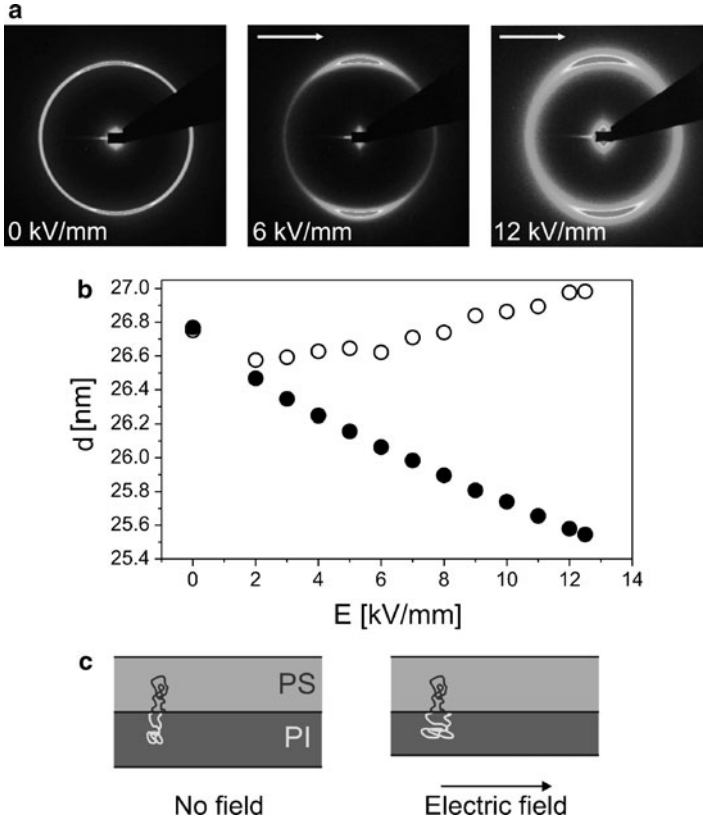 a
0 kV/mm
6 kV/mm
12 kV/mm
b
27.0
26.8
26.6
26.4
26.2
26.0
25.8
25.6
25.4
d [nm]
0 2 4 6 8 10 12 14
E [kV/mm]
c
PS
PI
No field
Electric field